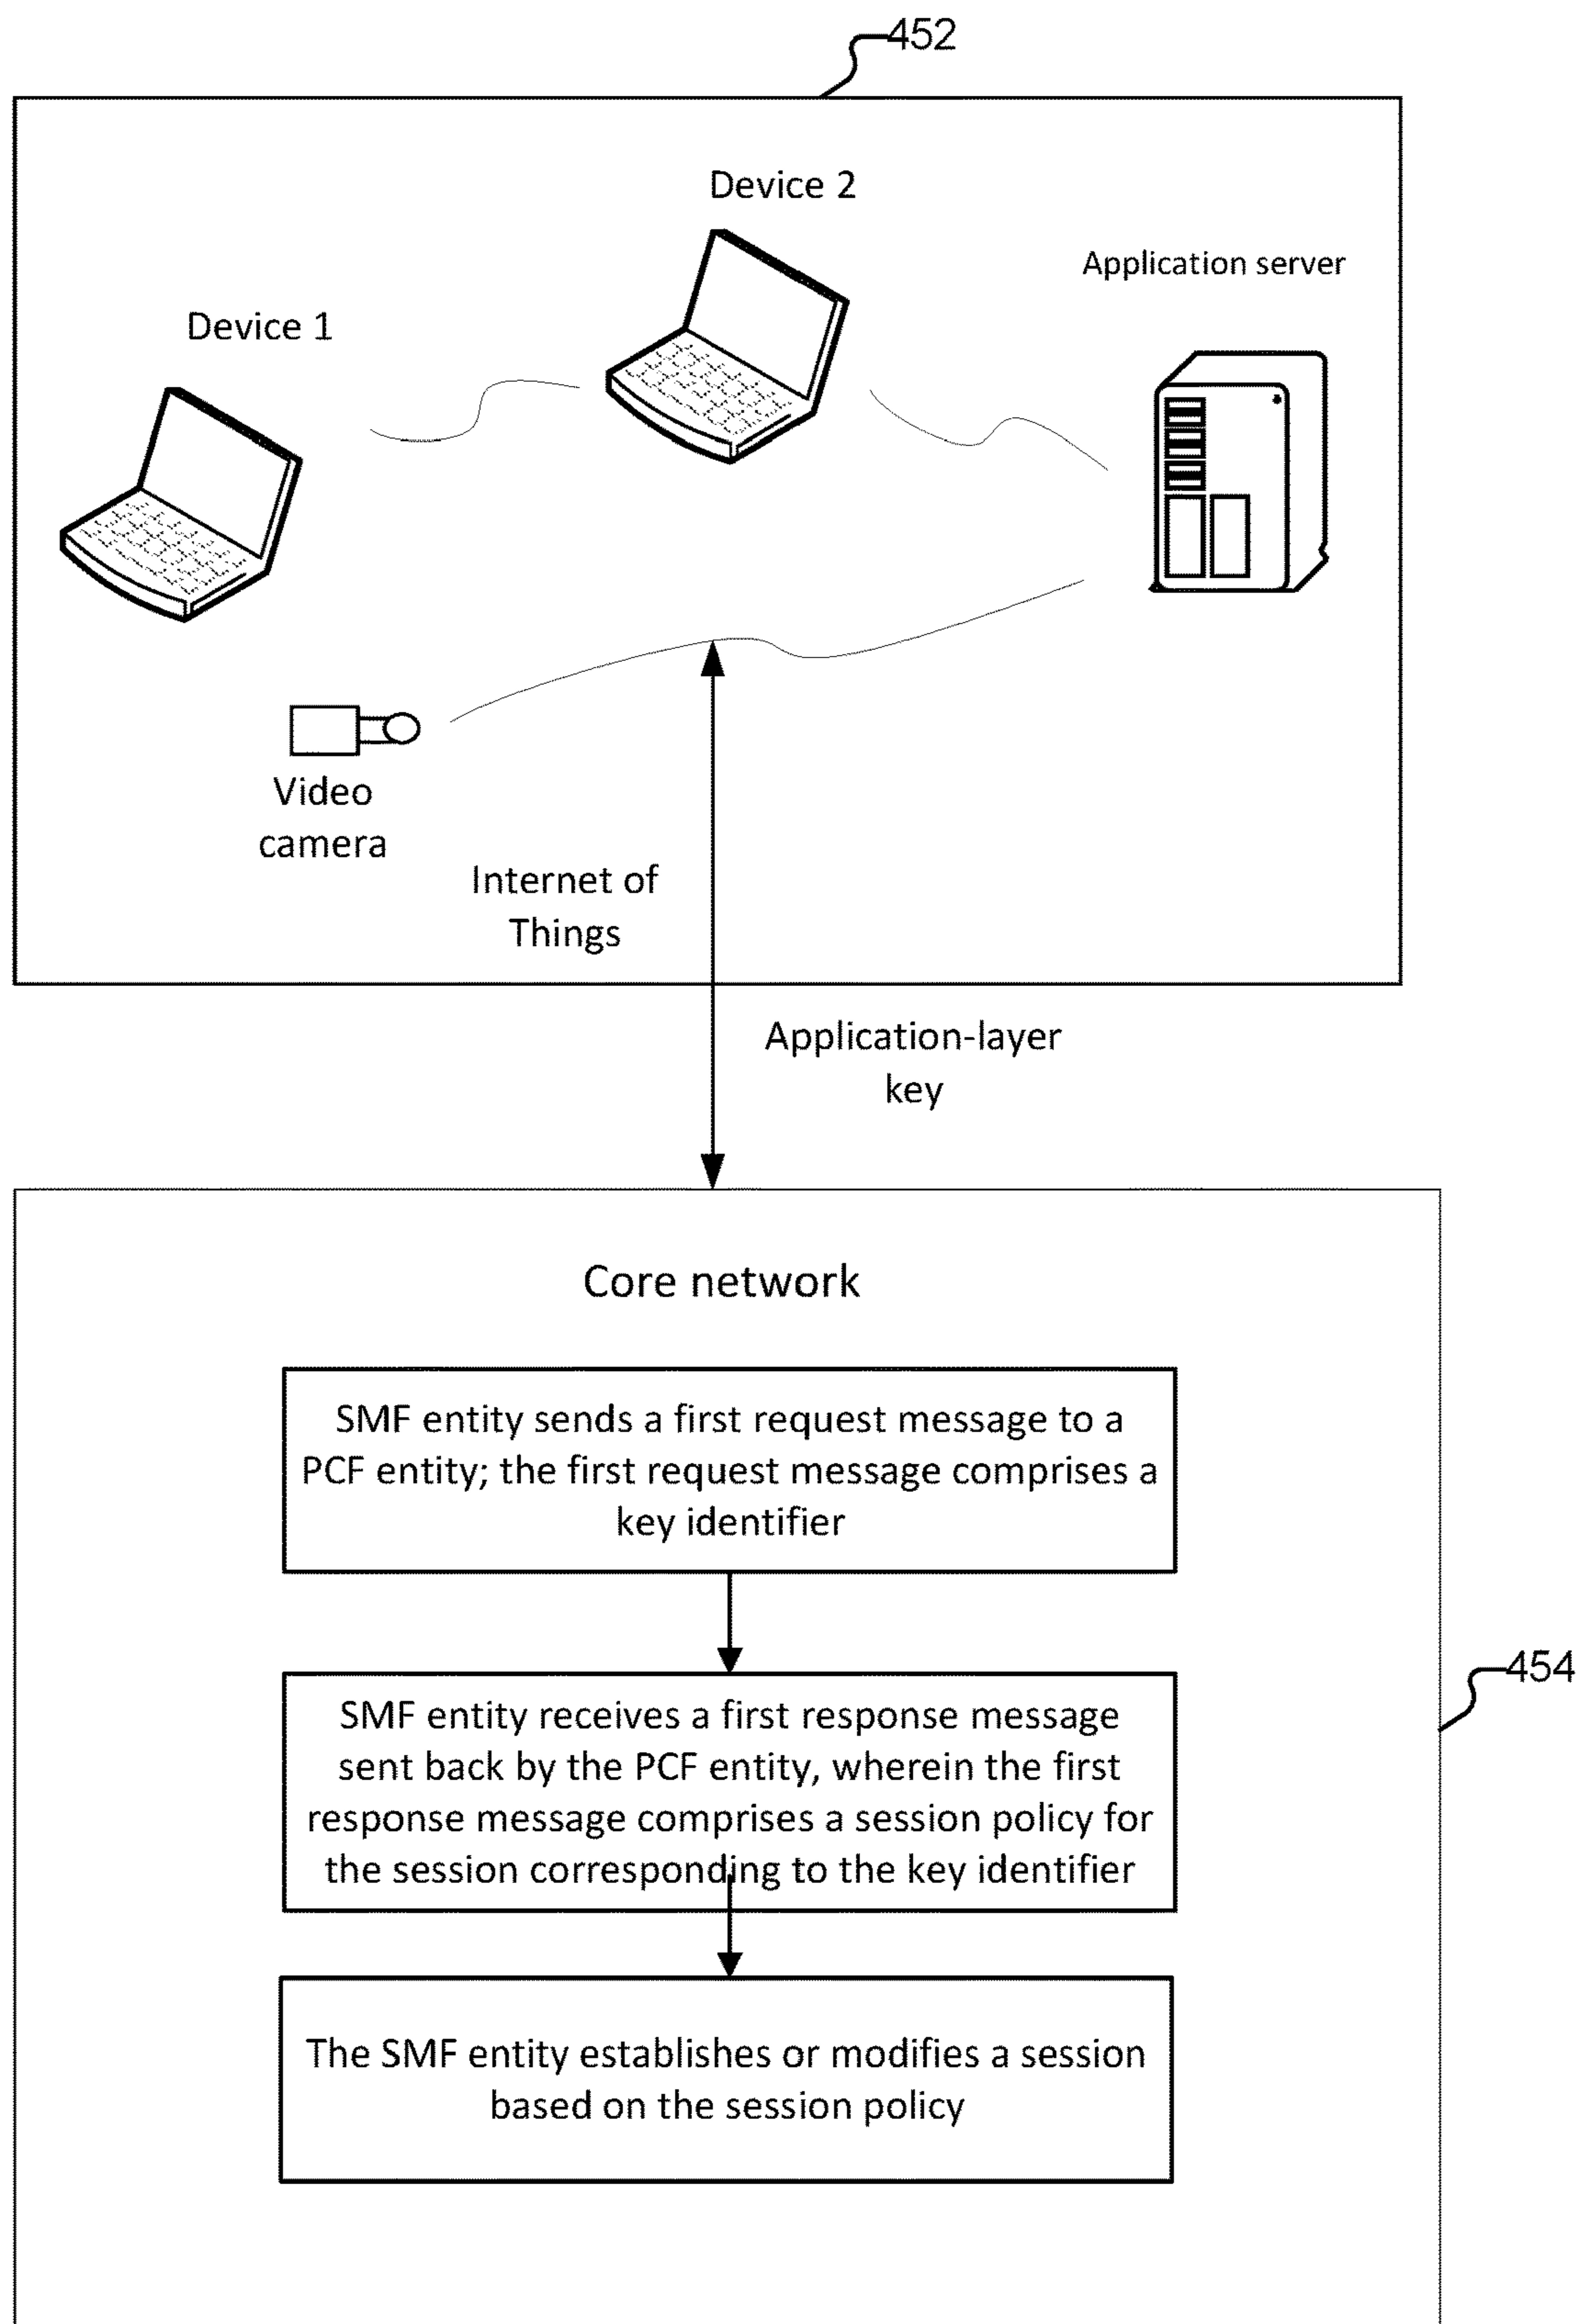 452
Device 2
Application server
Device 1
Video
camera
Internet of
Things
Application-layer
key
Core network
SMF entity sends a first request message to a
PCF entity; the first request message comprises a
key identifier
454
SMF entity receives a first response message
sent back by the PCF entity, wherein the first
response message comprises a session policy for
the session corresponding to the key identifier
The SMF entity establishes or modifies a session
based on the session policy